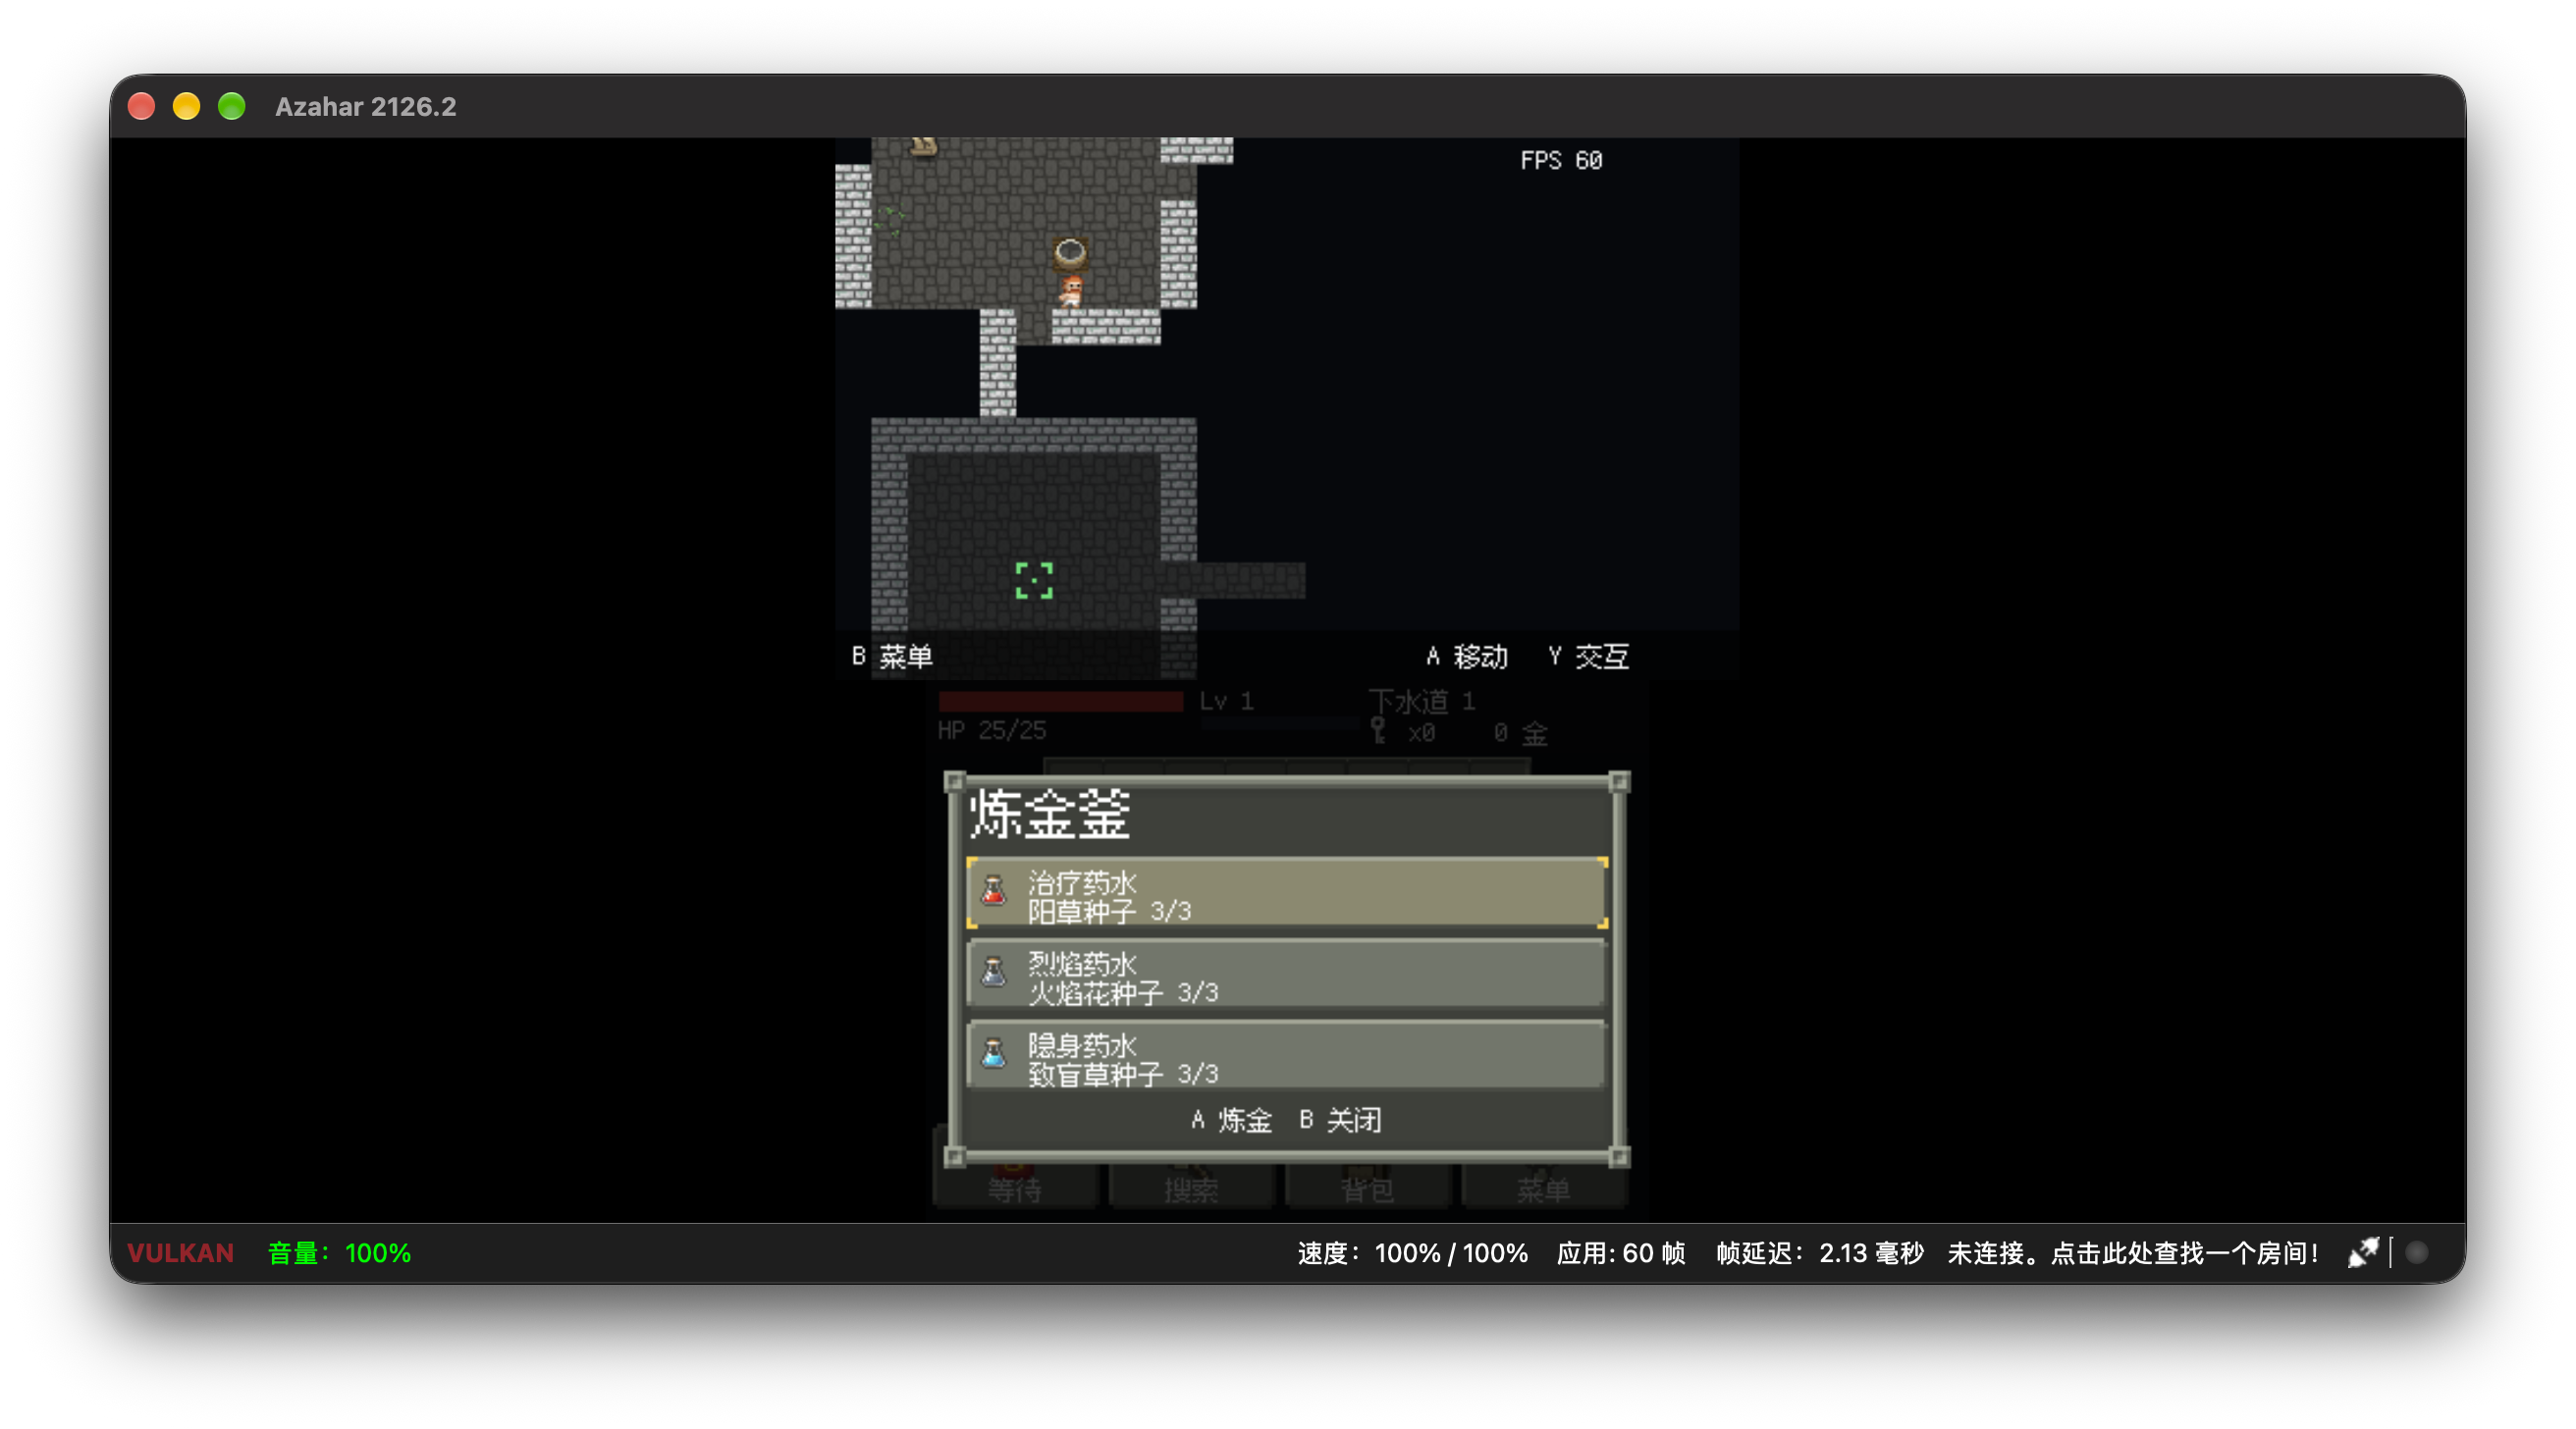 Azahar 2126.2
FPS 60
B 菜单
A 移动 Y 交互
Lv 1 下水道 1
HP 25/25 x0 0 金
炼金釜
治疗药水
阳草种子 3/3
烈焰药水
火焰花种子 3/3
隐身药水
致盲草种子 3/3
A 炼金 B 关闭
等待 搜索 背包 菜单
VULKAN 音量：100% 速度：100% / 100% 应用: 60 帧 帧延迟：2.13 毫秒 未连接。点击此处查找一个房间！